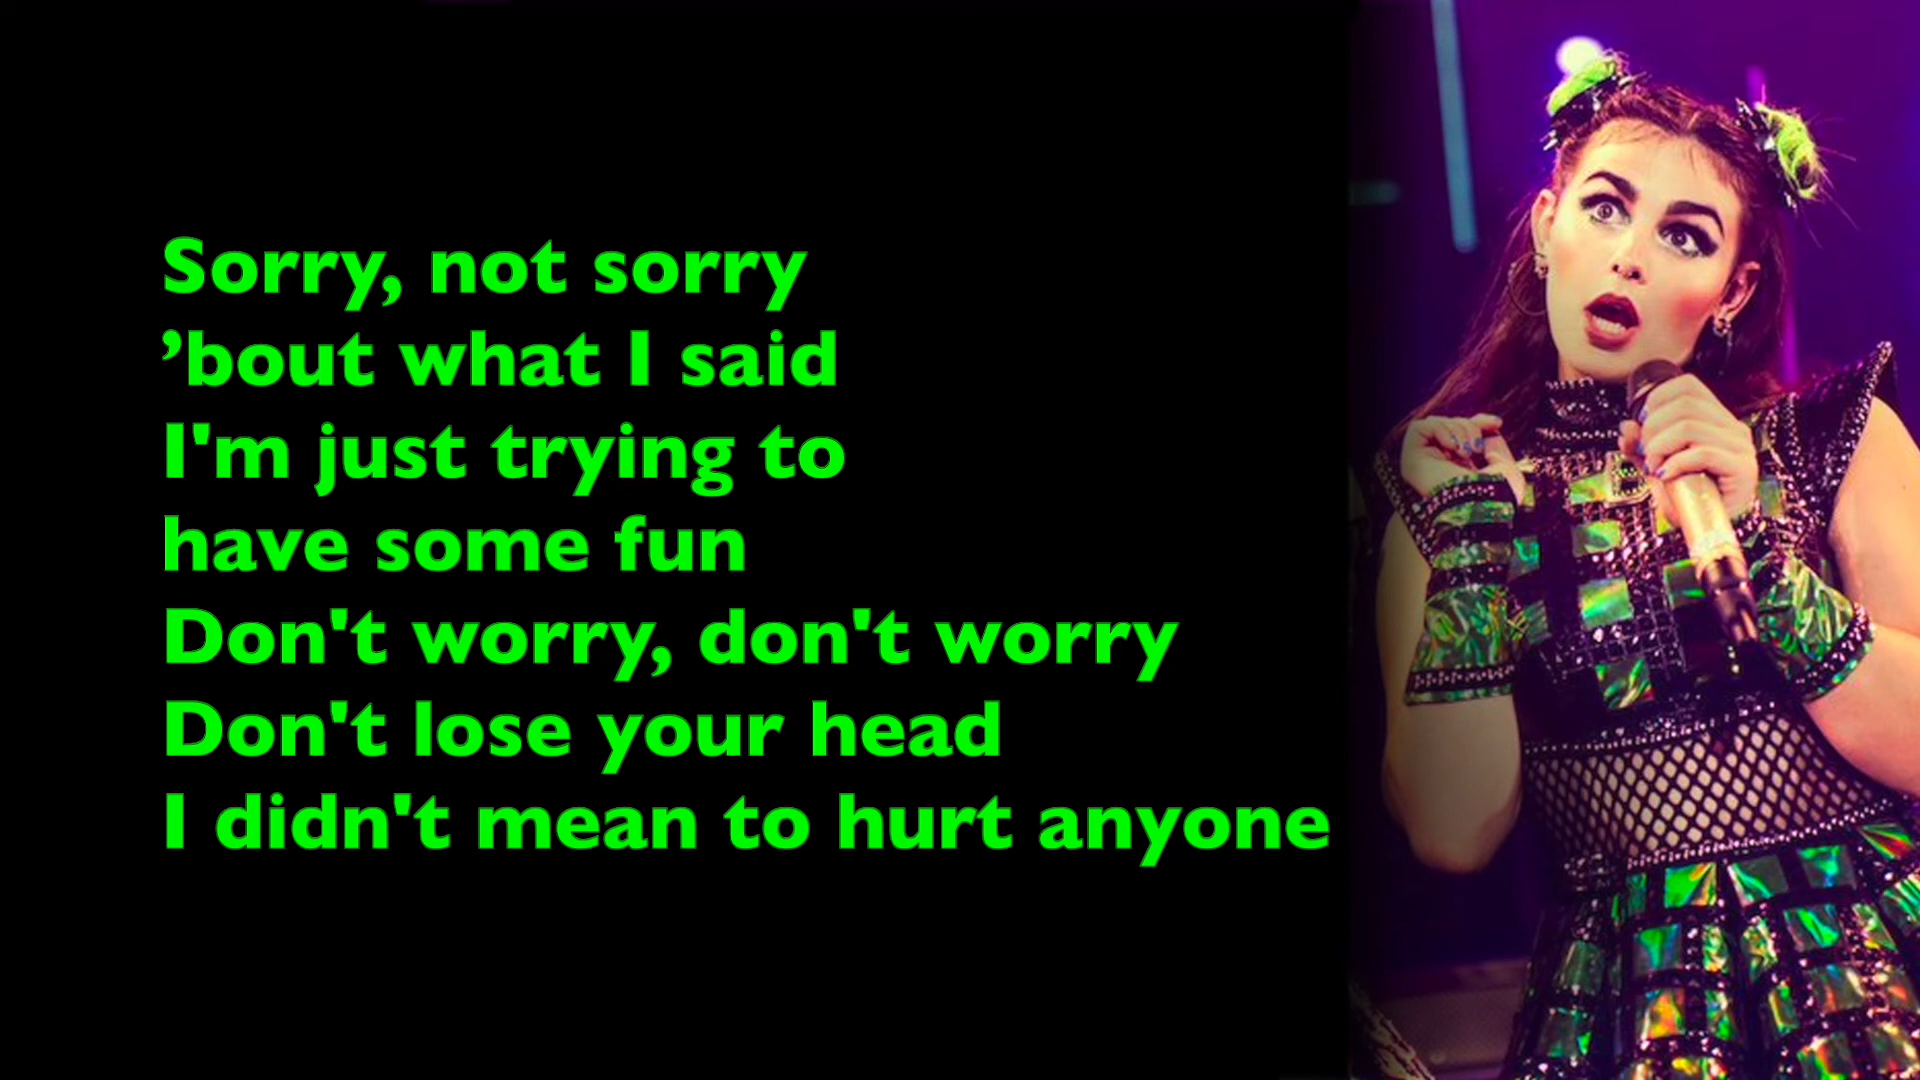 Sorry, not sorry
’bout what I said
I'm just trying to
have some fun
Don't worry, don't worry
Don't lose your head
I didn't mean to hurt anyone